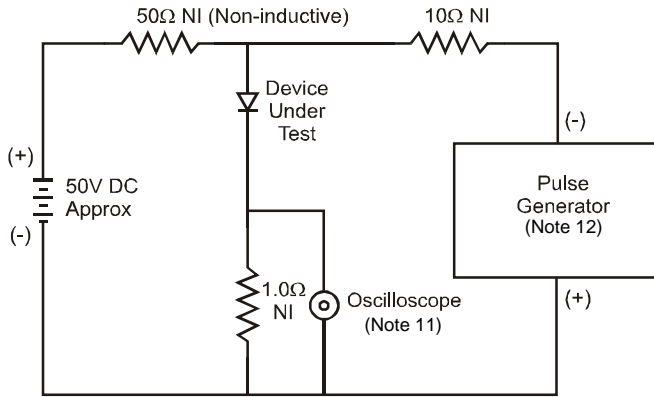 50Ω NI (Non-inductive)
10Ω NI
Device
Under
Test
(-)
(+)
50V DC
Approx
(-)
Pulse
Generator
(Note 12)
1.0Ω
NI
Oscilloscope
(Note 11)
(+)